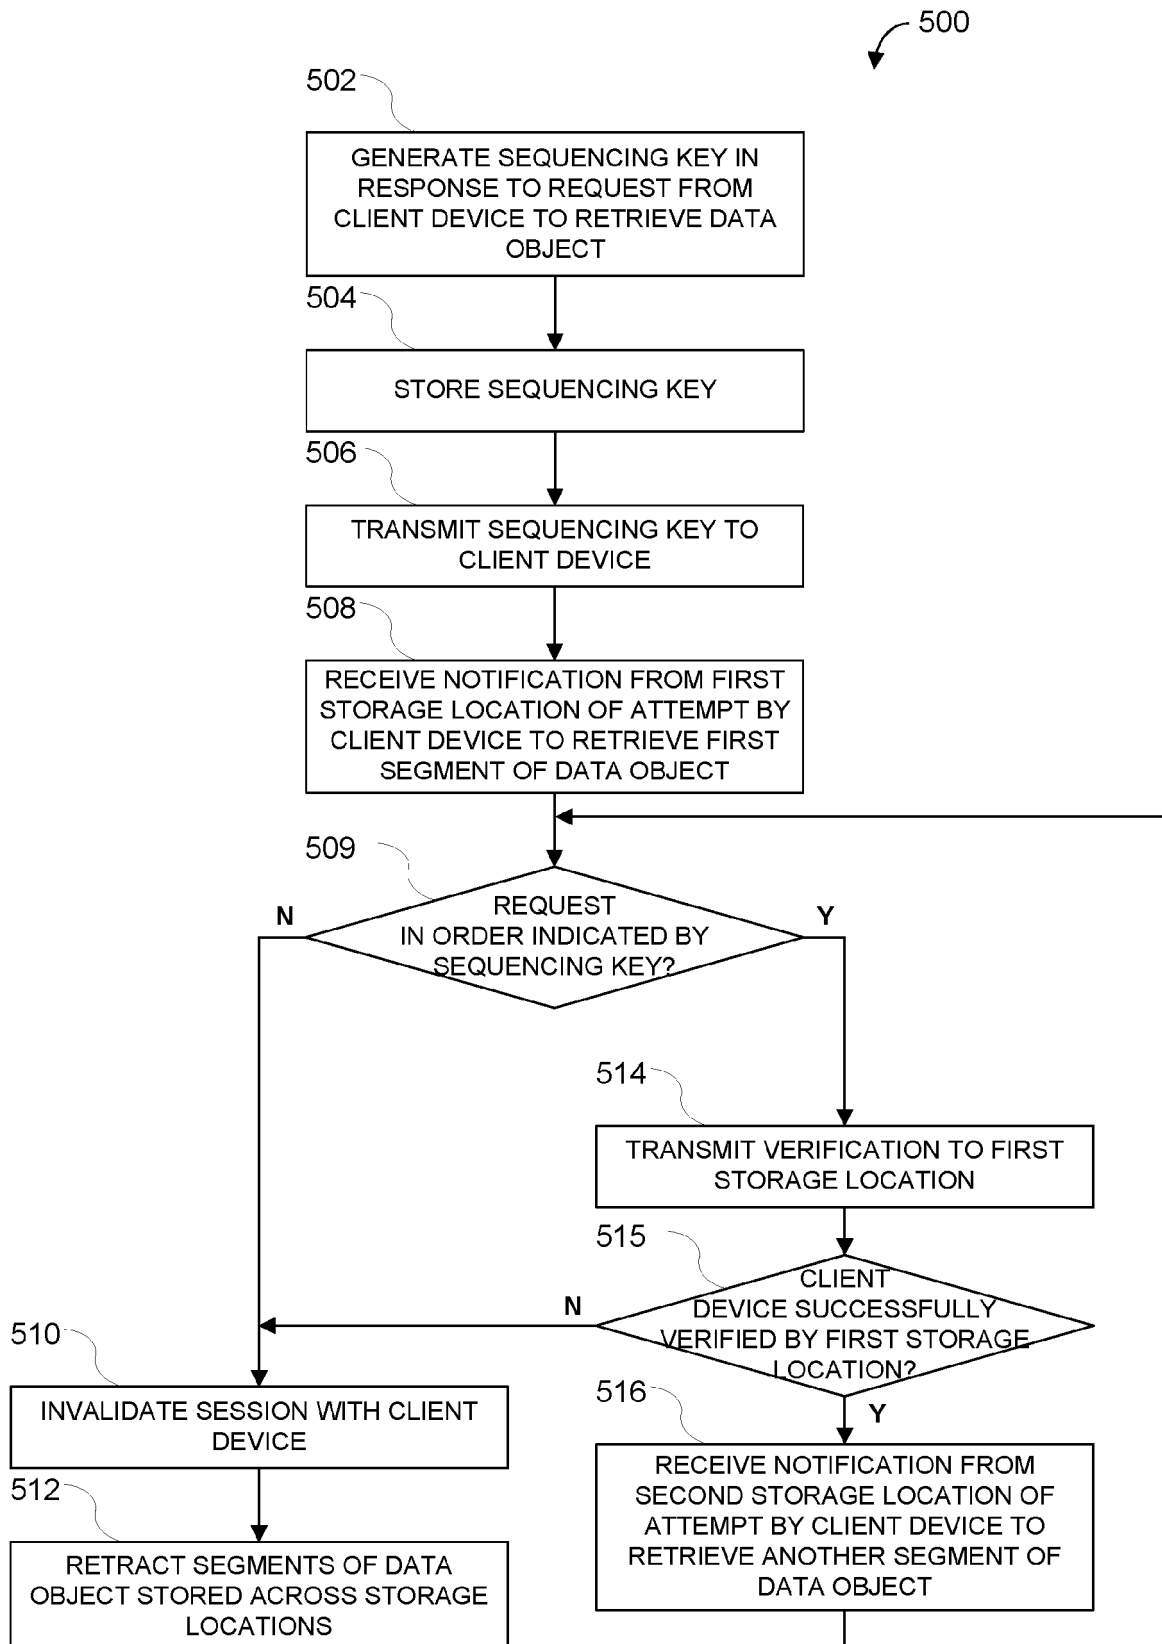 500
502
GENERATE SEQUENCING KEY IN
RESPONSE TO REQUEST FROM
CLIENT DEVICE TO RETRIEVE DATA
OBJECT
504
STORE SEQUENCING KEY
506
TRANSMIT SEQUENCING KEY TO
CLIENT DEVICE
508
RECEIVE NOTIFICATION FROM FIRST
STORAGE LOCATION OF ATTEMPT BY
CLIENT DEVICE TO RETRIEVE FIRST
SEGMENT OF DATA OBJECT
509
N
REQUEST
IN ORDER INDICATED BY
SEQUENCING KEY?
Y
514
TRANSMIT VERIFICATION TO FIRST
STORAGE LOCATION
515
N
CLIENT
DEVICE SUCCESSFULLY
VERIFIED BY FIRST STORAGE
LOCATION?
Y
510
INVALIDATE SESSION WITH CLIENT
DEVICE
512
RETRACT SEGMENTS OF DATA
OBJECT STORED ACROSS STORAGE
LOCATIONS
516
RECEIVE NOTIFICATION FROM
SECOND STORAGE LOCATION OF
ATTEMPT BY CLIENT DEVICE TO
RETRIEVE ANOTHER SEGMENT OF
DATA OBJECT